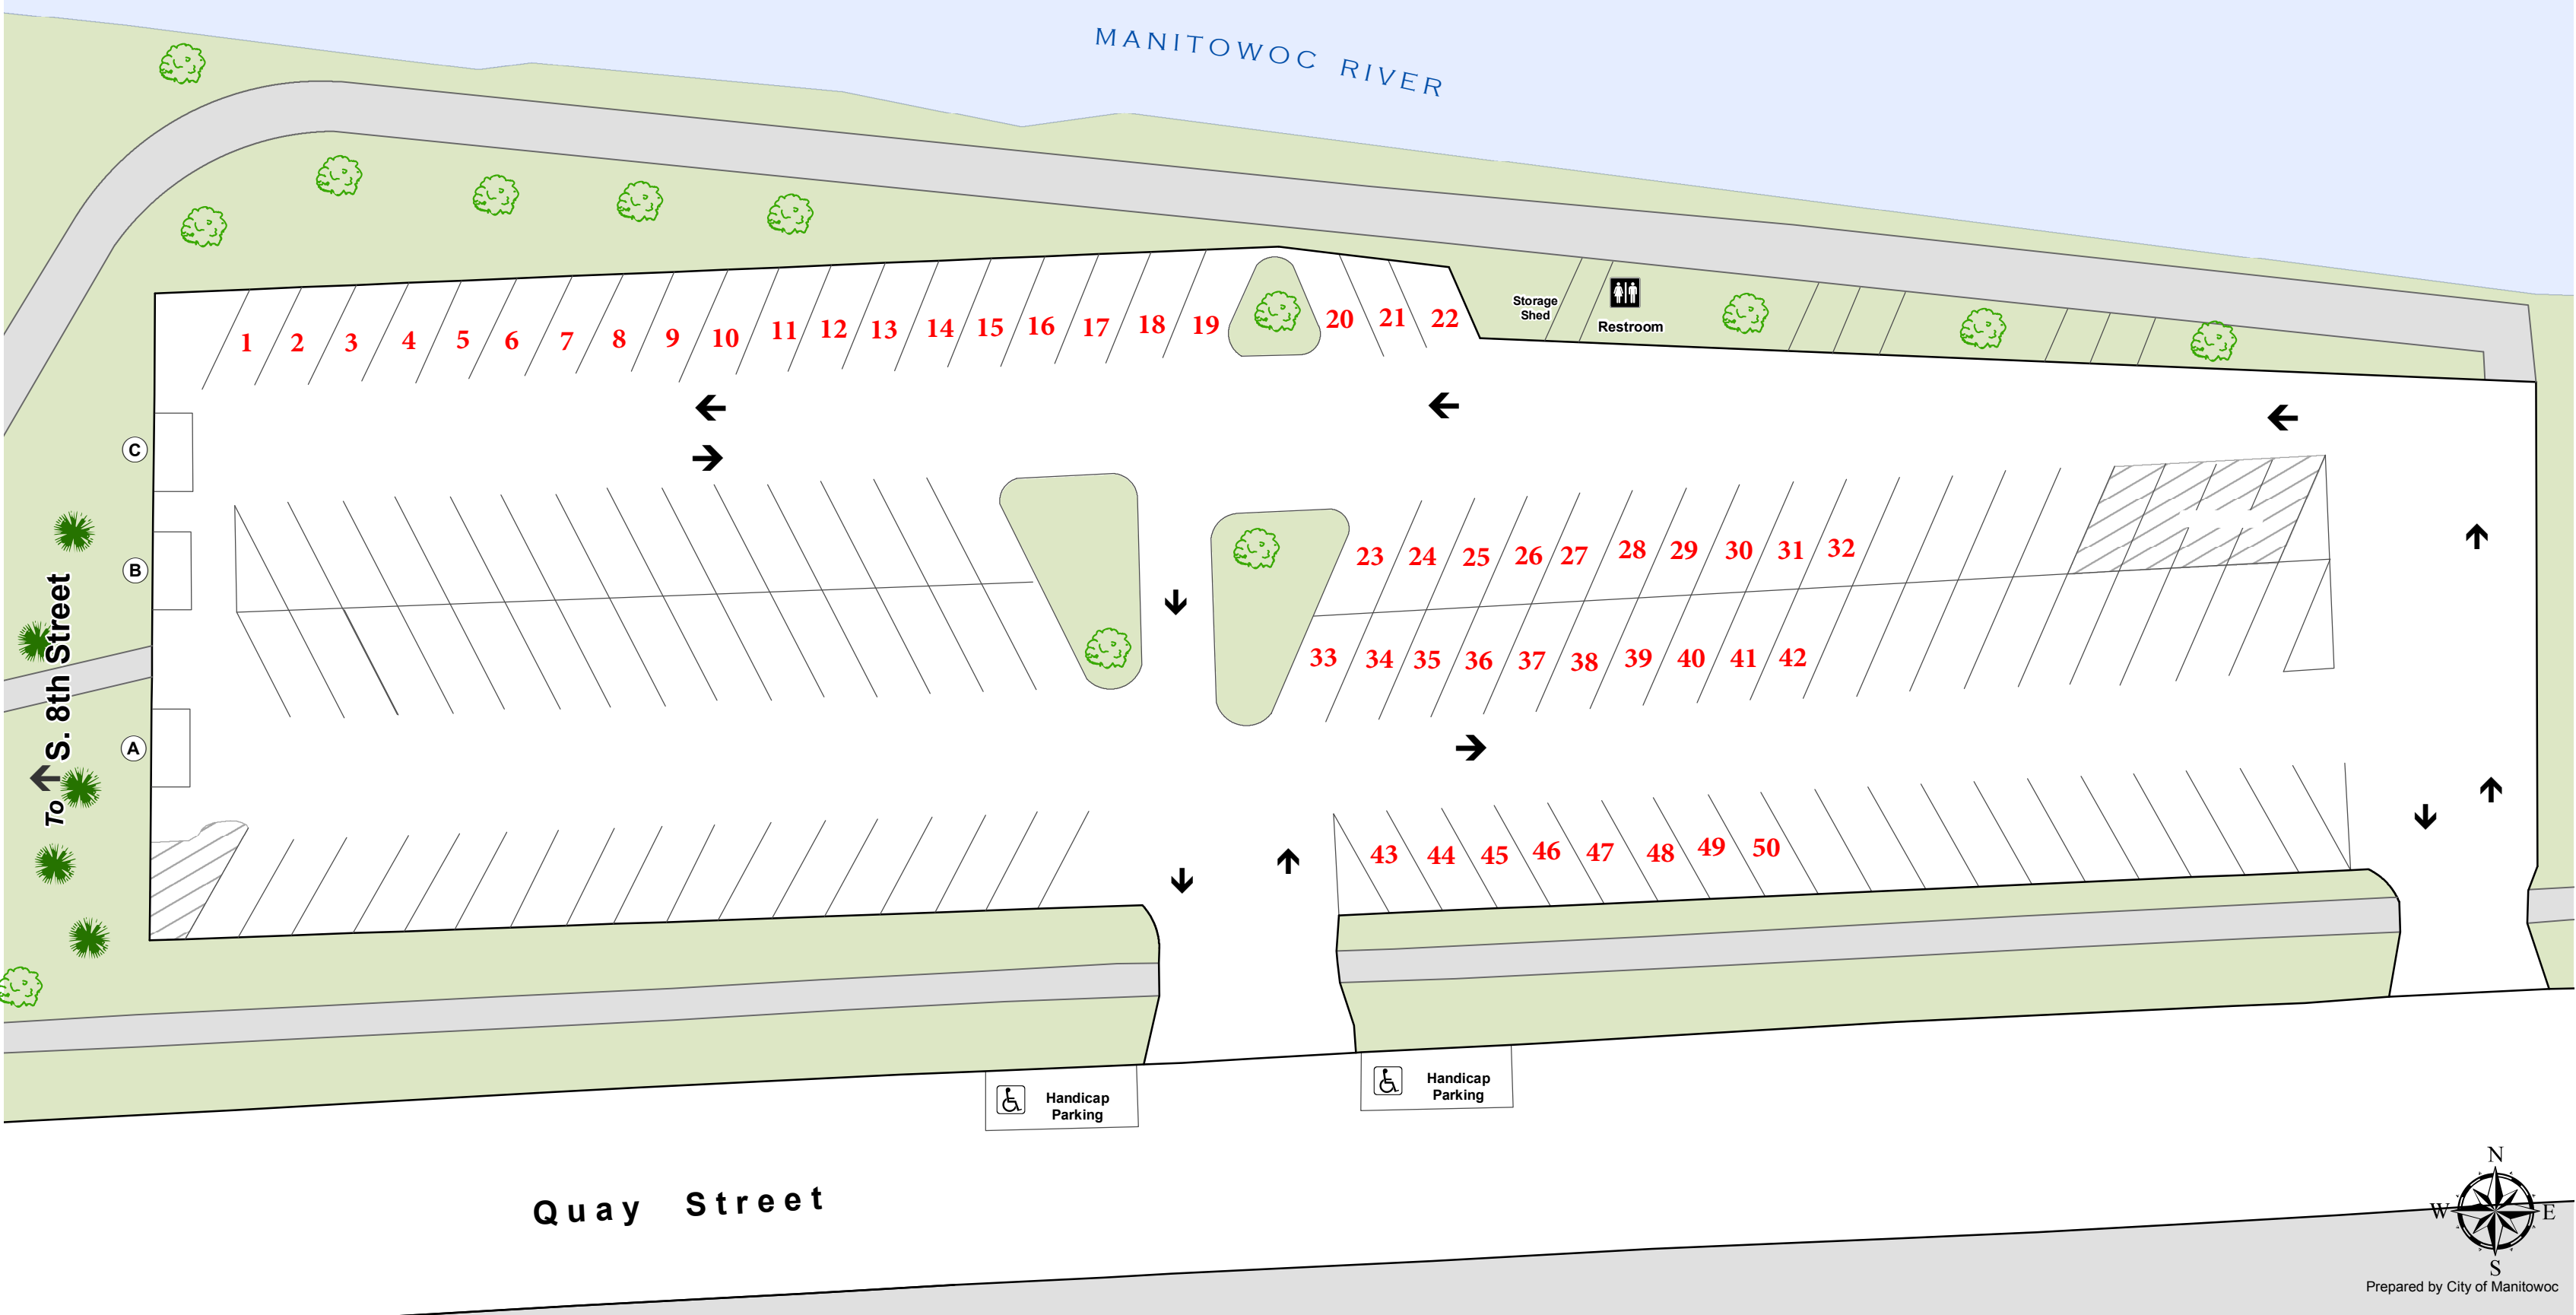 MANITOWOC RIVER
1 2 3 4 5 6 7 8 9 10 11 12 13 14 15 16 17 18 19 20 21 22
Storage
Shed
Restroom
C
B
A
To S. 8th Street
23 24 25 26 27 28 29 30 31 32
33 34 35 36 37 38 39 40 41 42
43 44 45 46 47 48 49 50
Handicap
Parking
Handicap
Parking
Quay Street
N
W E
S
Prepared by City of Manitowoc